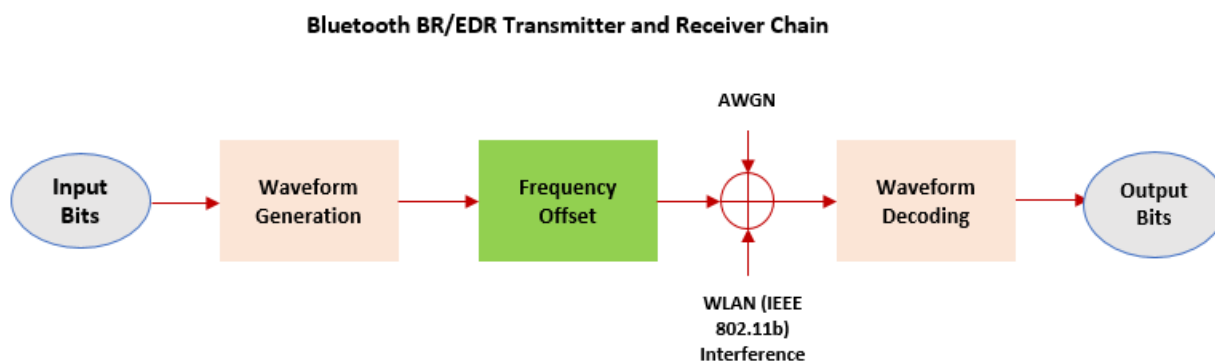 Bluetooth BR/EDR Transmitter and Receiver Chain
AWGN
Input
Bits
Waveform
Generation
Frequency
Offset
Waveform
Decoding
Output
Bits
WLAN (IEEE
802.11b)
Interference